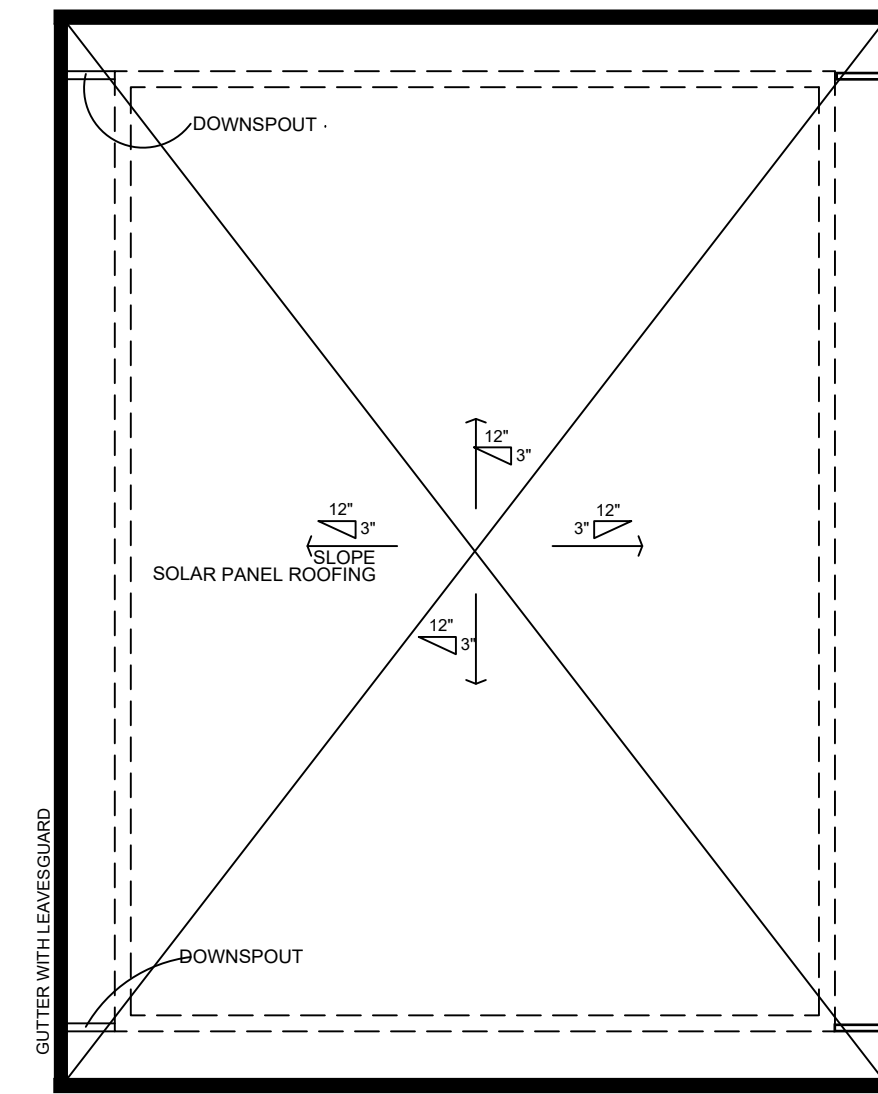 DOWNSPOUT .
12"
3"
12"
3"
12"
3"
SLOPE
SOLAR PANEL ROOFING
12"
3"
GUTTER WITH LEAVESGUARD
DOWNSPOUT